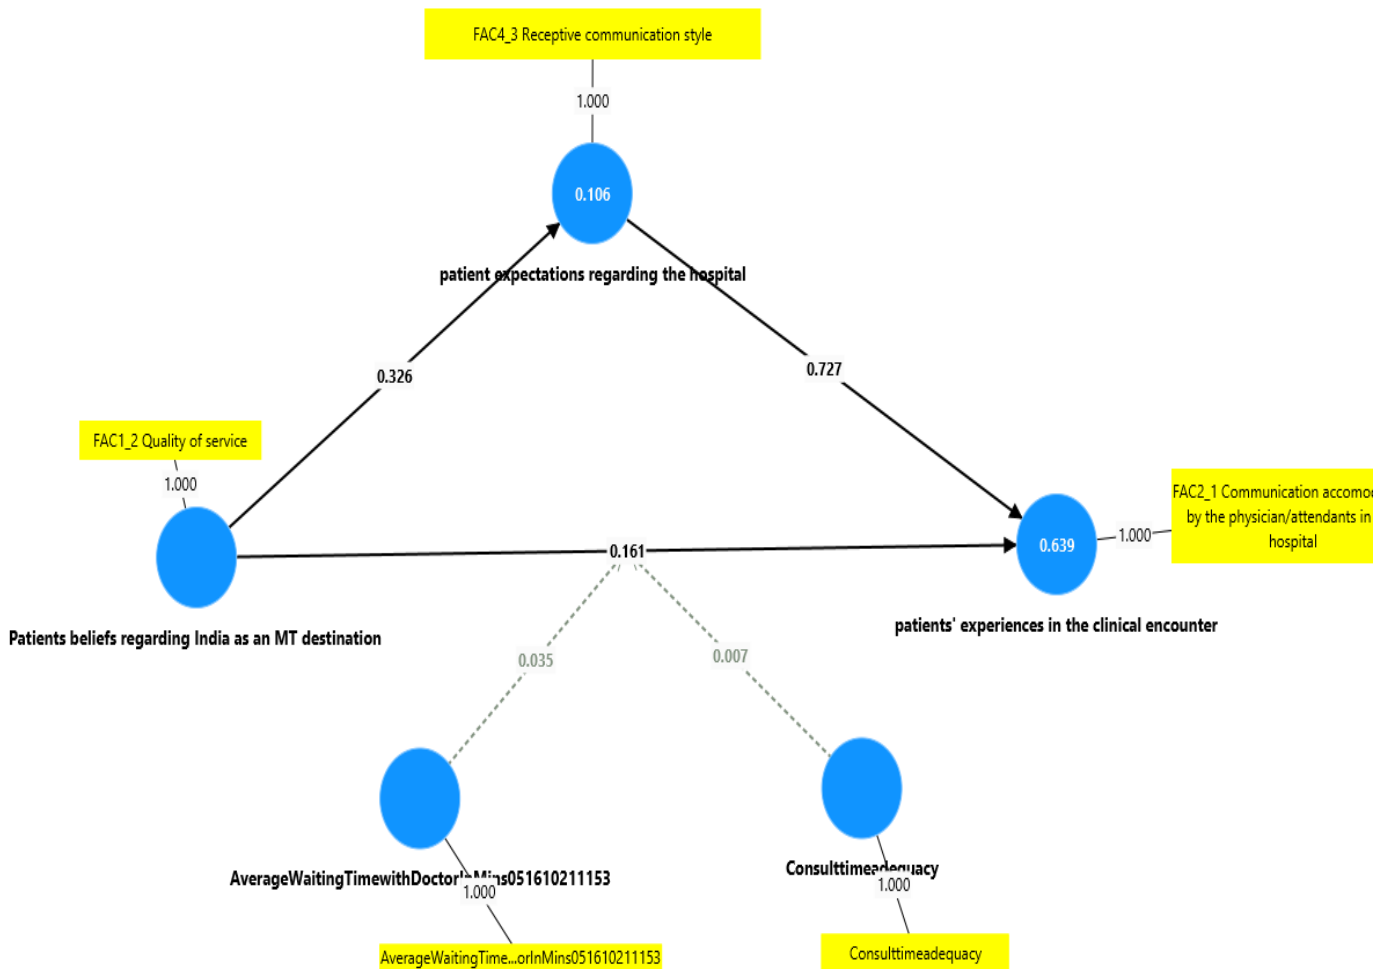 FAC4_3 Receptive communication style
1.000
0.106
patient expectations regarding the hospital
0.326
0.727
FAC1_2 Quality of service
1.000
FAC2_1 Communication accomod
by the physician/attendants in
hospital
1.000
0.161
0.639
Patients beliefs regarding India as an MT destination
patients' experiences in the clinical encounter
0.035
0.007
AverageWaitingTimewithDoctorInMins051610211153
1.000
Consulttimeadequacy
1.000
AverageWaitingTime...orInMins051610211153
Consulttimeadequacy